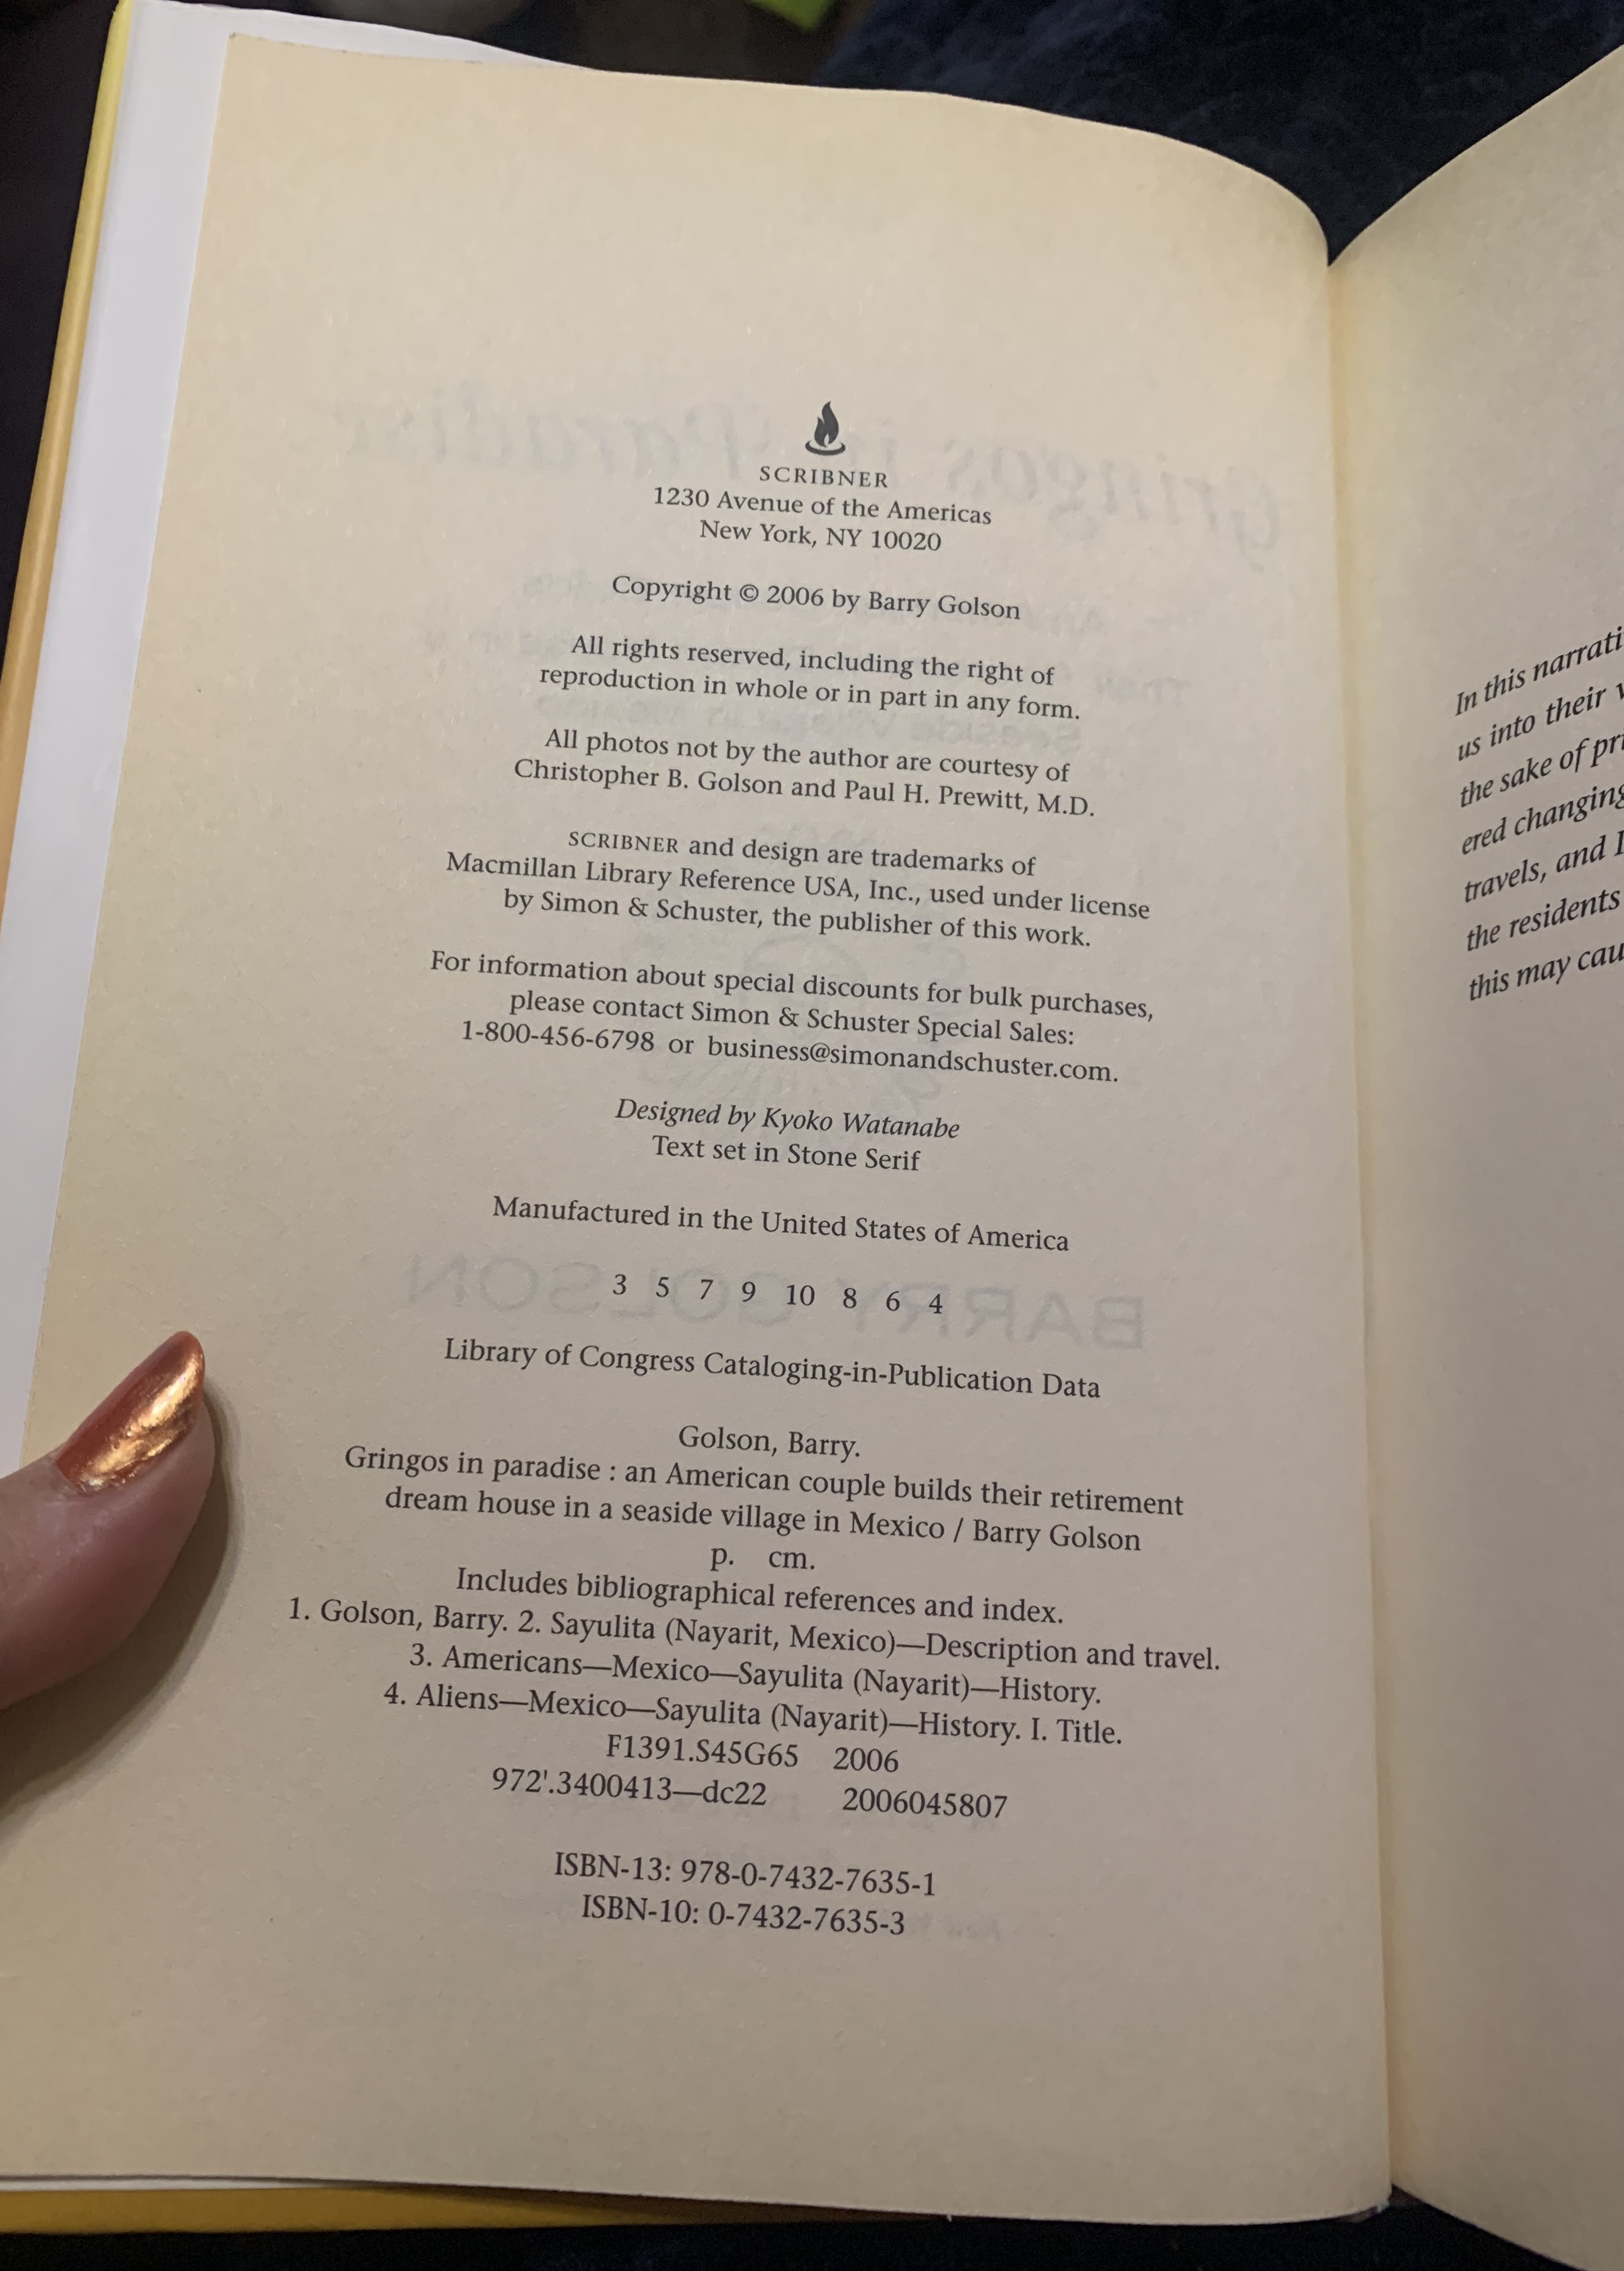 SCRIBNER
1230 Avenue of the Americas
New York, NY 10020
Copyright © 2006 by Barry Golson
All rights reserved, including the right of
reproduction in whole or in part in any form.
All photos not by the author are courtesy of
Christopher B. Golson and Paul H. Prewitt, M.D.
SCRIBNER and design are trademarks of
Macmillan Library Reference USA, Inc., used under license
by Simon & Schuster, the publisher of this work.
For information about special discounts for bulk purchases,
please contact Simon & Schuster Special Sales:
1-800-456-6798 or business@simonandschuster.com.
Designed by Kyoko Watanabe
Text set in Stone Serif
Manufactured in the United States of America
3 5 7 9 10 8 6 4
Library of Congress Cataloging-in-Publication Data
Golson, Barry.
Gringos in paradise : an American couple builds their retirement
dream house in a seaside village in Mexico / Barry Golson
p. cm.
Includes bibliographical references and index.
1. Golson, Barry. 2. Sayulita (Nayarit, Mexico)—Description and travel.
3. Americans—Mexico—Sayulita (Nayarit)—History.
4. Aliens—Mexico—Sayulita (Nayarit)—History. I. Title.
F1391.S45G65 2006
972'.3400413—dc22 2006045807
ISBN-13: 978-0-7432-7635-1
ISBN-10: 0-7432-7635-3
In this
us into their
the sake of
ered changing
travels, and
the residents
this may